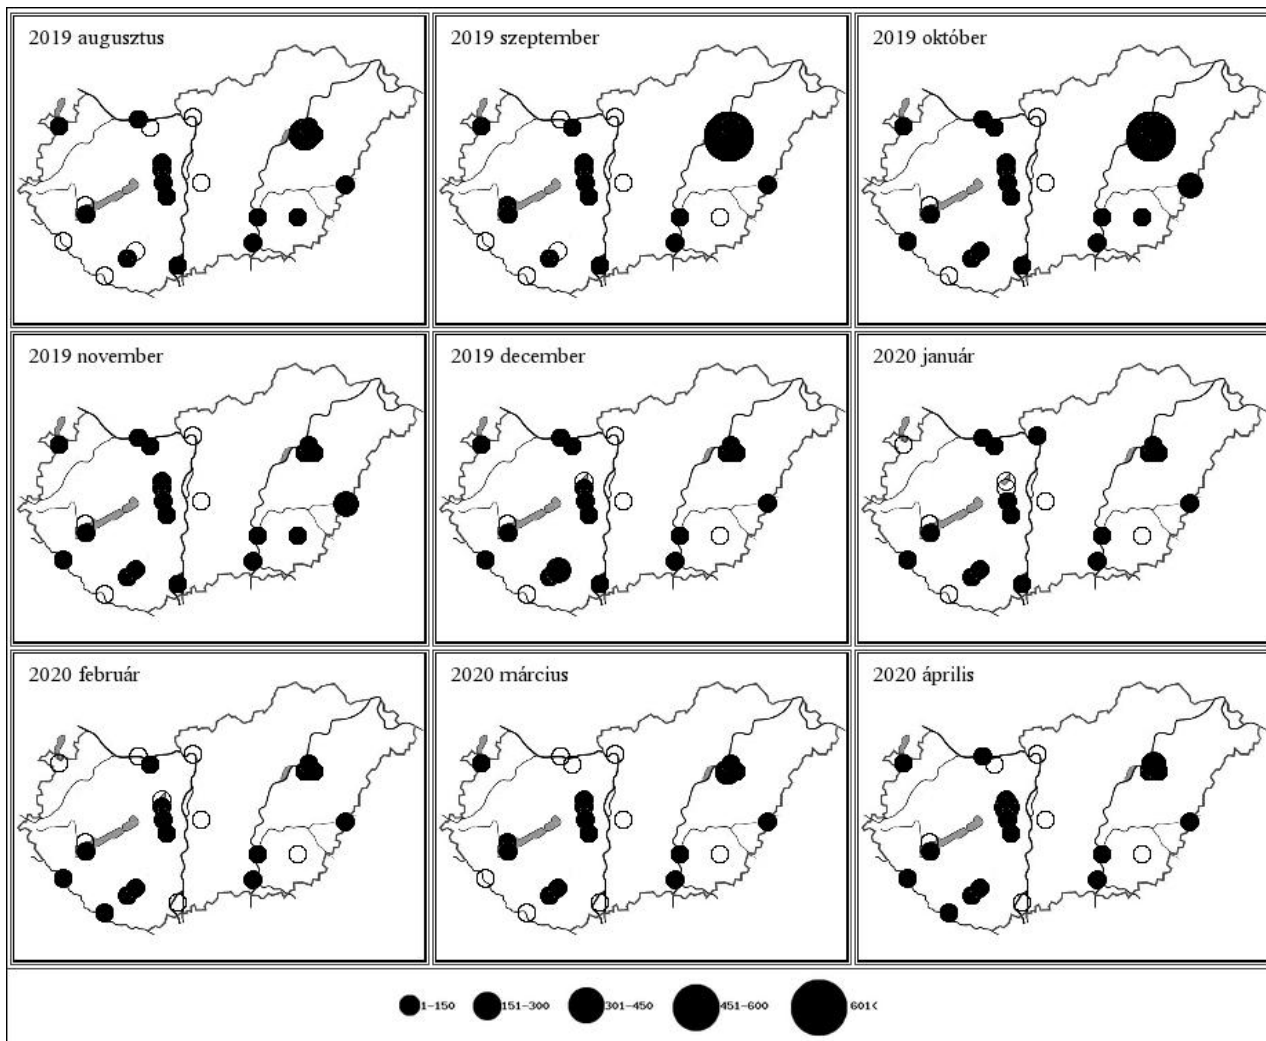 2019 augusztus
2019 szeptember
2019 október
2019 november
2019 december
2020 január
2020 február
2020 március
2020 április
1-150
151-300
301-450
451-600
601<